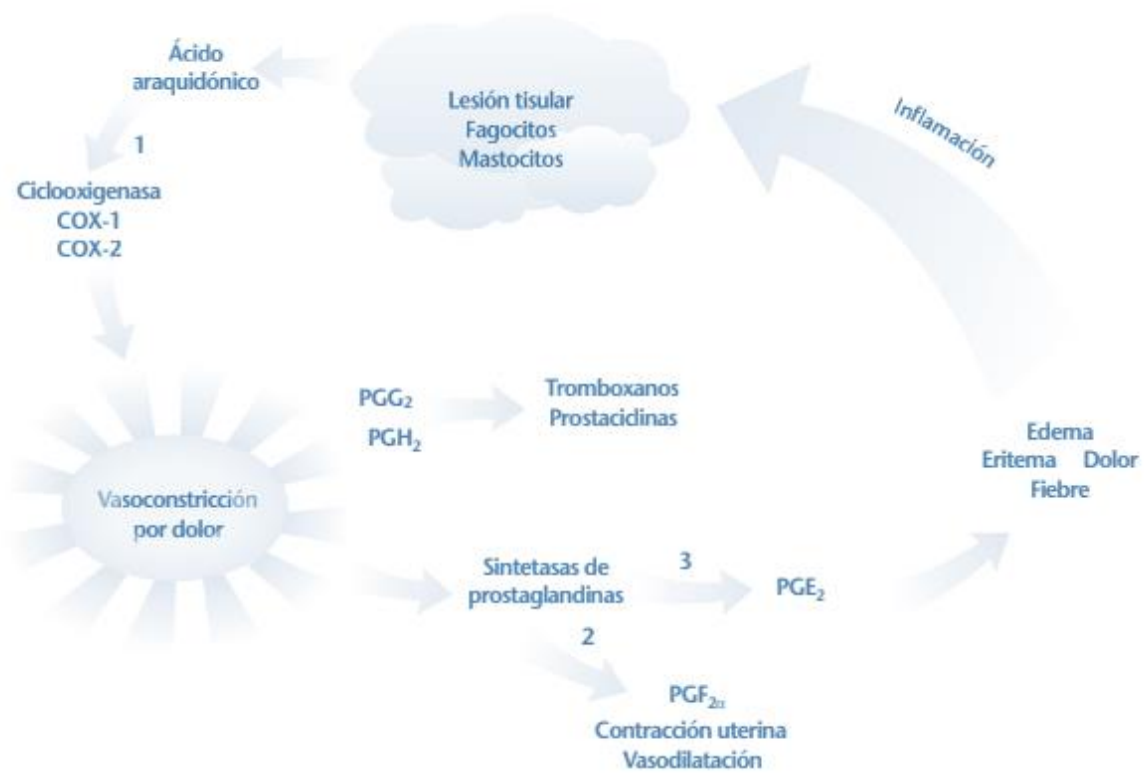 Ácido
araquidónico
Lesión tisular
Fagocitos
Mastocitos
Inflamación
1
Ciclooxigenasa
COX-1
COX-2
PGG₂
PGH₂
Tromboxanos
Prostaciclinas
Edema
Eritema Dolor
Fiebre
Vasoconstricción
por dolor
Sintetasas de
prostaglandinas
3
PGE₂
2
PGF₂α
Contracción uterina
Vasodilatación